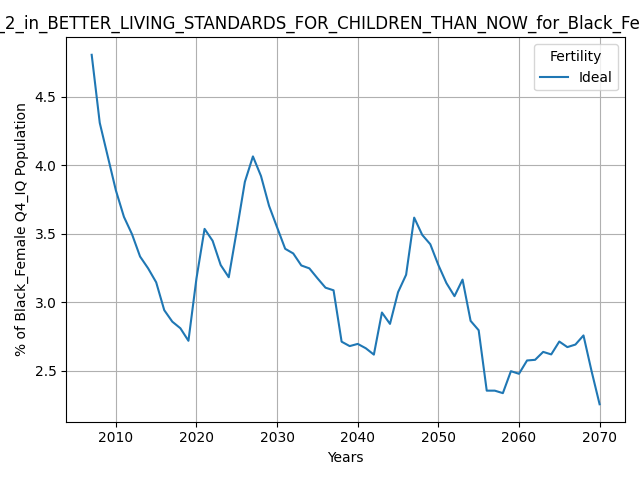 _2_in_BETTER_LIVING_STANDARDS_FOR_CHILDREN_THAN_NOW_for_Black_Fe
Fertility
Ideal
% of Black_Female Q4_IQ Population
4.5
4.0
3.5
3.0
2.5
2010 2020 2030 2040 2050 2060 2070
Years